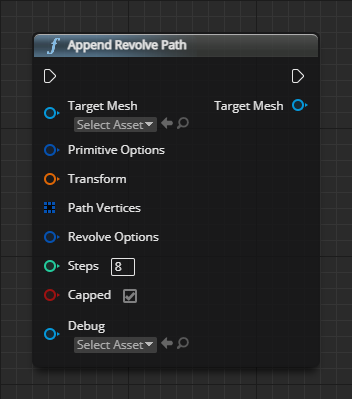 f Append Revolve Path
Target Mesh
Target Mesh
Select Asset
Primitive Options
Transform
Path Vertices
Revolve Options
Steps 8
Capped
Debug
Select Asset